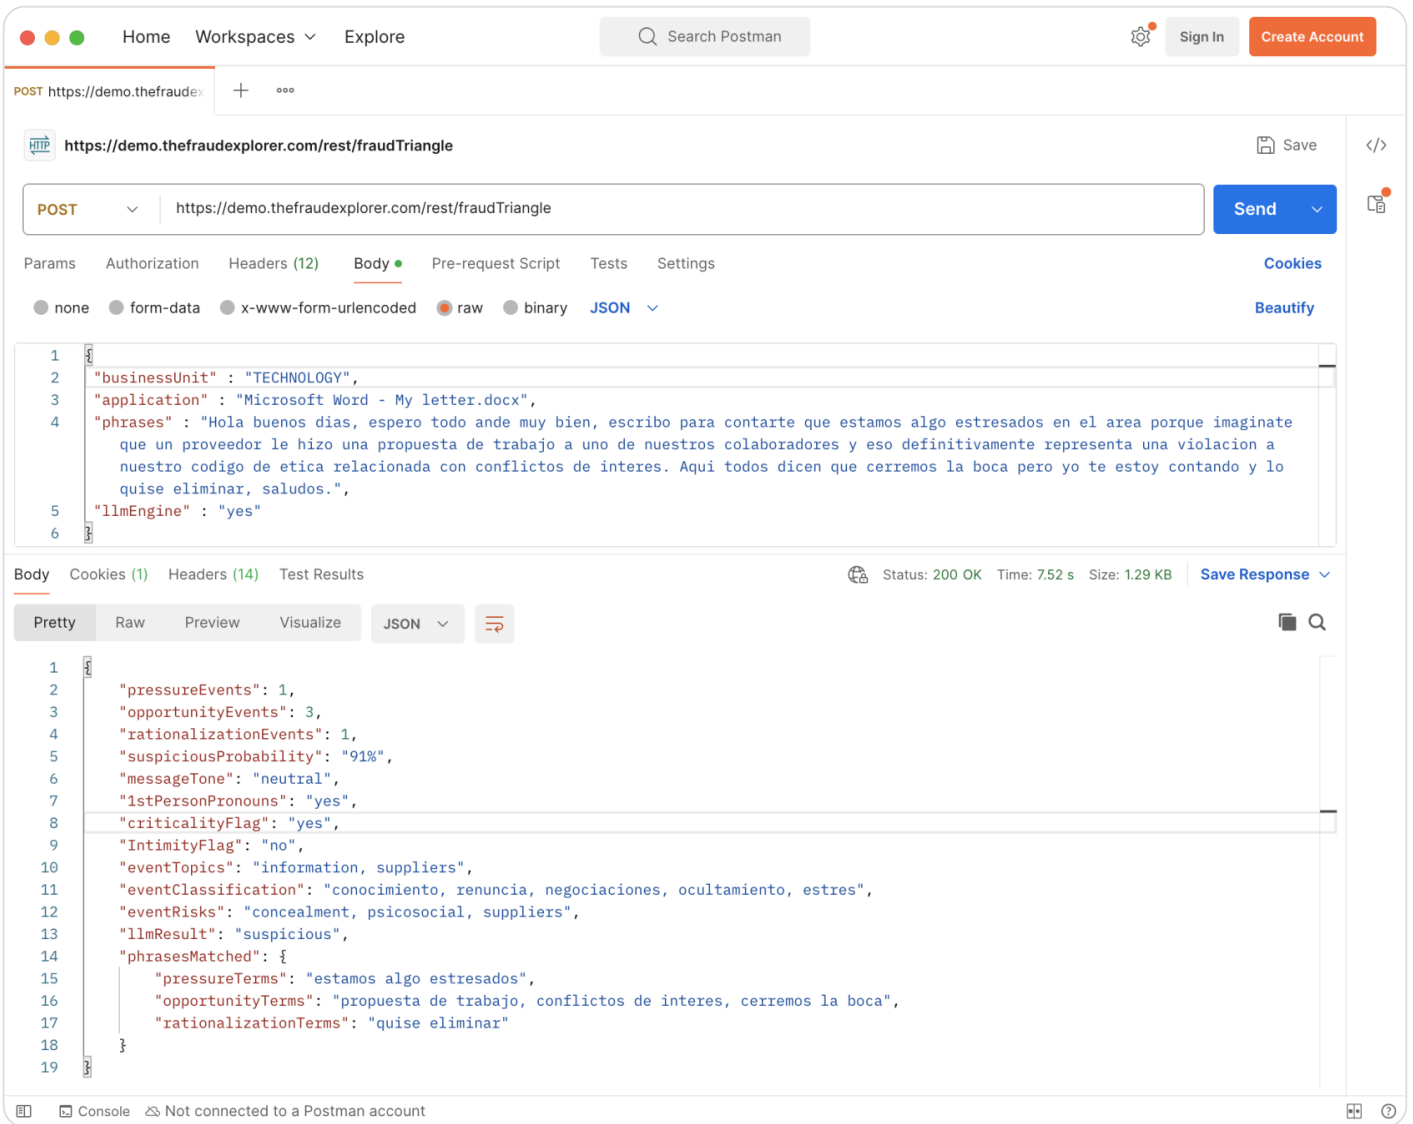 Home Workspaces Explore Search Postman Sign In Create Account
POST https://demo.thefraudex
HTTP https://demo.thefraudexplorer.com/rest/fraudTriangle Save </>
POST https://demo.thefraudexplorer.com/rest/fraudTriangle Send
Params Authorization Headers (12) Body Pre-request Script Tests Settings Cookies
none form-data x-www-form-urlencoded raw binary JSON Beautify
1 {
2 "businessUnit" : "TECHNOLOGY",
3 "application" : "Microsoft Word - My letter.docx",
4 "phrases" : "Hola buenos dias, espero todo ande muy bien, escribo para contarte que estamos algo estresados en el area porque imaginate
que un proveedor le hizo una propuesta de trabajo a uno de nuestros colaboradores y eso definitivamente representa una violacion a
nuestro codigo de etica relacionada con conflictos de interes. Aqui todos dicen que cerremos la boca pero yo te estoy contando y lo
quise eliminar, saludos.",
5 "llmEngine" : "yes"
6 }
Body Cookies (1) Headers (14) Test Results Status: 200 OK Time: 7.52 s Size: 1.29 KB Save Response
Pretty Raw Preview Visualize JSON
1 {
2 "pressureEvents": 1,
3 "opportunityEvents": 3,
4 "rationalizationEvents": 1,
5 "suspiciousProbability": "91%",
6 "messageTone": "neutral",
7 "1stPersonPronouns": "yes",
8 "criticalityFlag": "yes",
9 "IntimityFlag": "no",
10 "eventTopics": "information, suppliers",
11 "eventClassification": "conocimiento, renuncia, negociaciones, ocultamiento, estres",
12 "eventRisks": "concealment, psicosocial, suppliers",
13 "llmResult": "suspicious",
14 "phrasesMatched": {
15 "pressureTerms": "estamos algo estresados",
16 "opportunityTerms": "propuesta de trabajo, conflictos de interes, cerremos la boca",
17 "rationalizationTerms": "quise eliminar"
18 }
19 }
Console Not connected to a Postman account